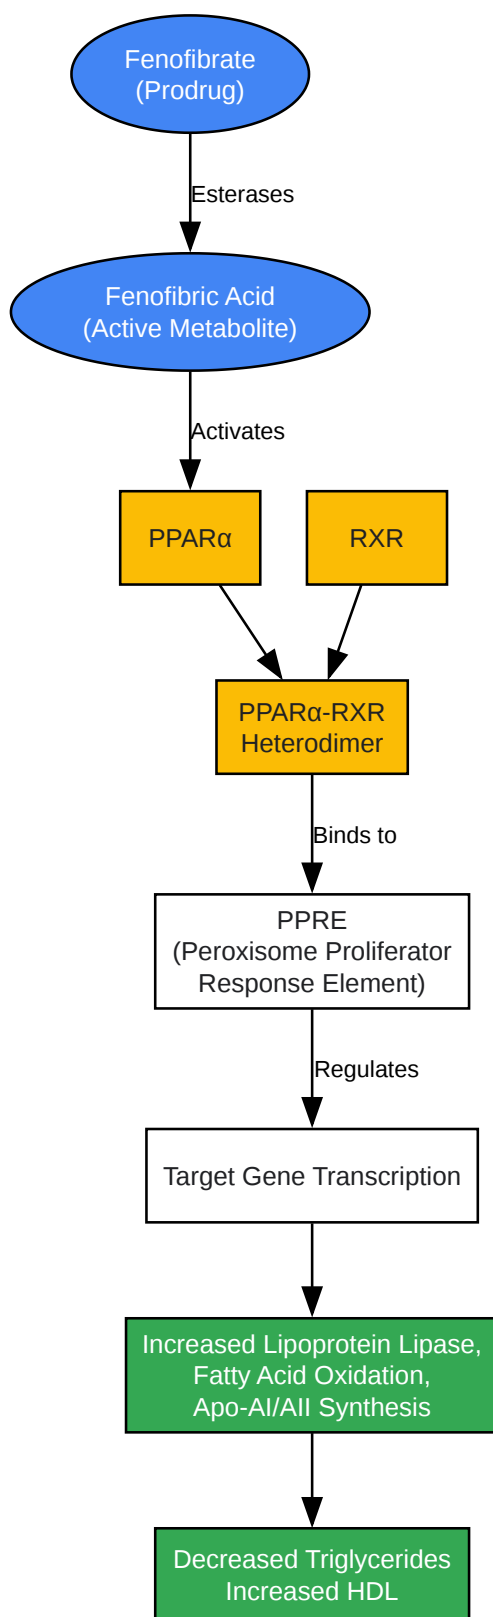 Fenofibrate
(Prodrug)
Esterases
Fenofibric Acid
(Active Metabolite)
Activates
PPARα
RXR
PPARα-RXR
Heterodimer
Binds to
PPRE
(Peroxisome Proliferator
Response Element)
Regulates
Target Gene Transcription
Increased Lipoprotein Lipase,
Fatty Acid Oxidation,
Apo-AI/AII Synthesis
Decreased Triglycerides
Increased HDL